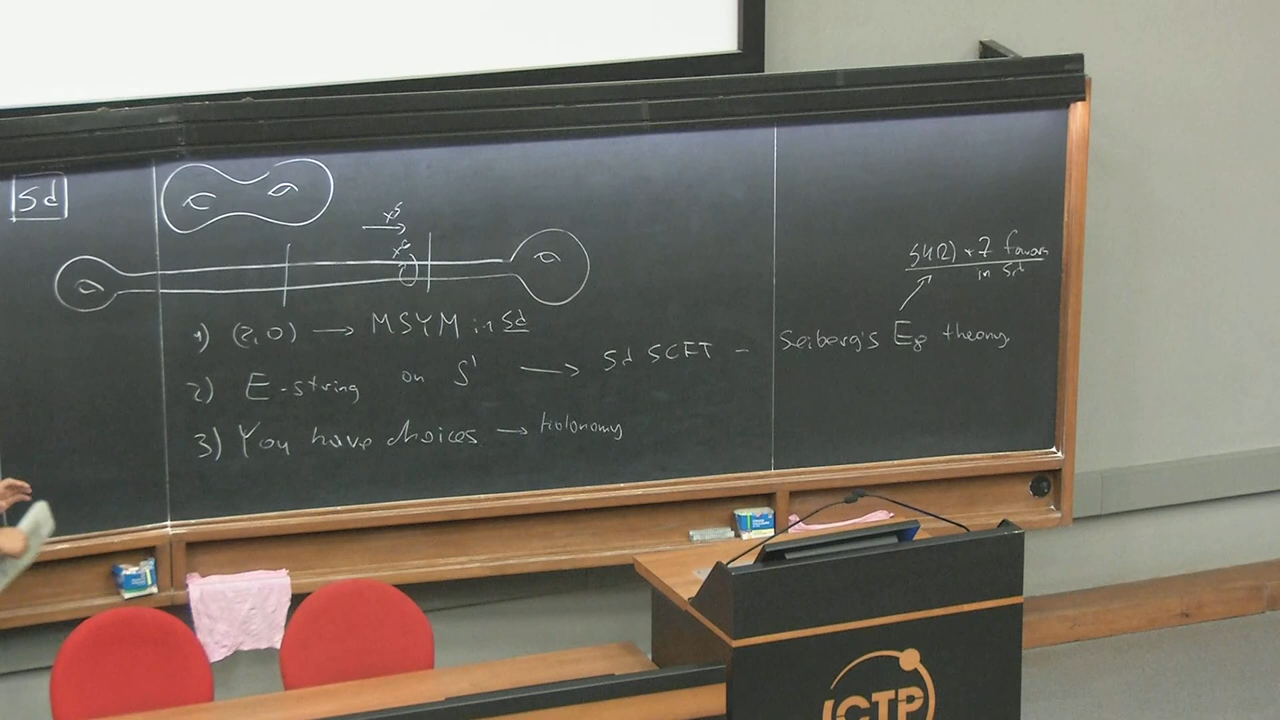 5d
x⁵
x⁶
1) (2,0) → MSYM in 5d
2) E-string on S¹ → 5d SCFT - Seiberg's E₈ theory
3) You have choices → Holonomy
SU(2) + 7 flavors
in 5d
ICTP